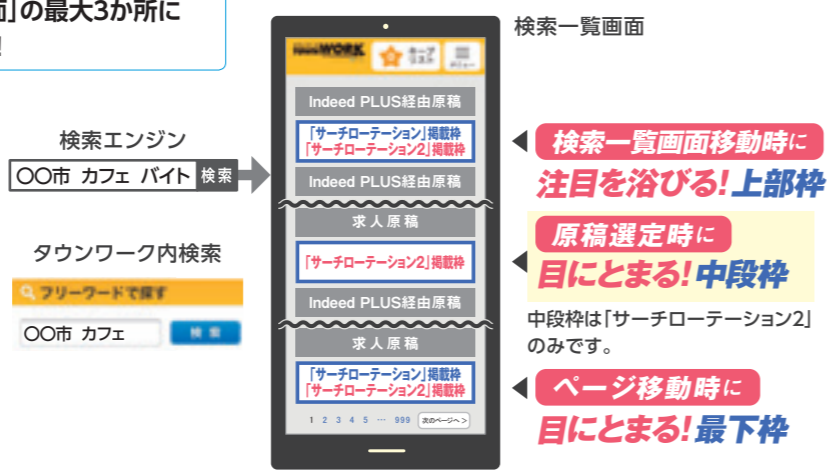 面」の最大3か所に
!
検索一覧画面
WORK
キープ
リスト
メニュー
Indeed PLUS経由原稿
「サーチローテーション」掲載枠
「サーチローテーション2」掲載枠
Indeed PLUS経由原稿
求人原稿
「サーチローテーション2」掲載枠
Indeed PLUS経由原稿
求人原稿
「サーチローテーション」掲載枠
「サーチローテーション2」掲載枠
1 2 3 4 5 … 999 次のページへ >
検索エンジン
〇〇市 カフェ バイト 検索
タウンワーク内検索
フリーワードで探す
〇〇市 カフェ 検索
検索一覧画面移動時に
注目を浴びる!上部枠
原稿選定時に
目にとまる!中段枠
中段枠は「サーチローテーション2」
のみです。
ページ移動時に
目にとまる!最下枠